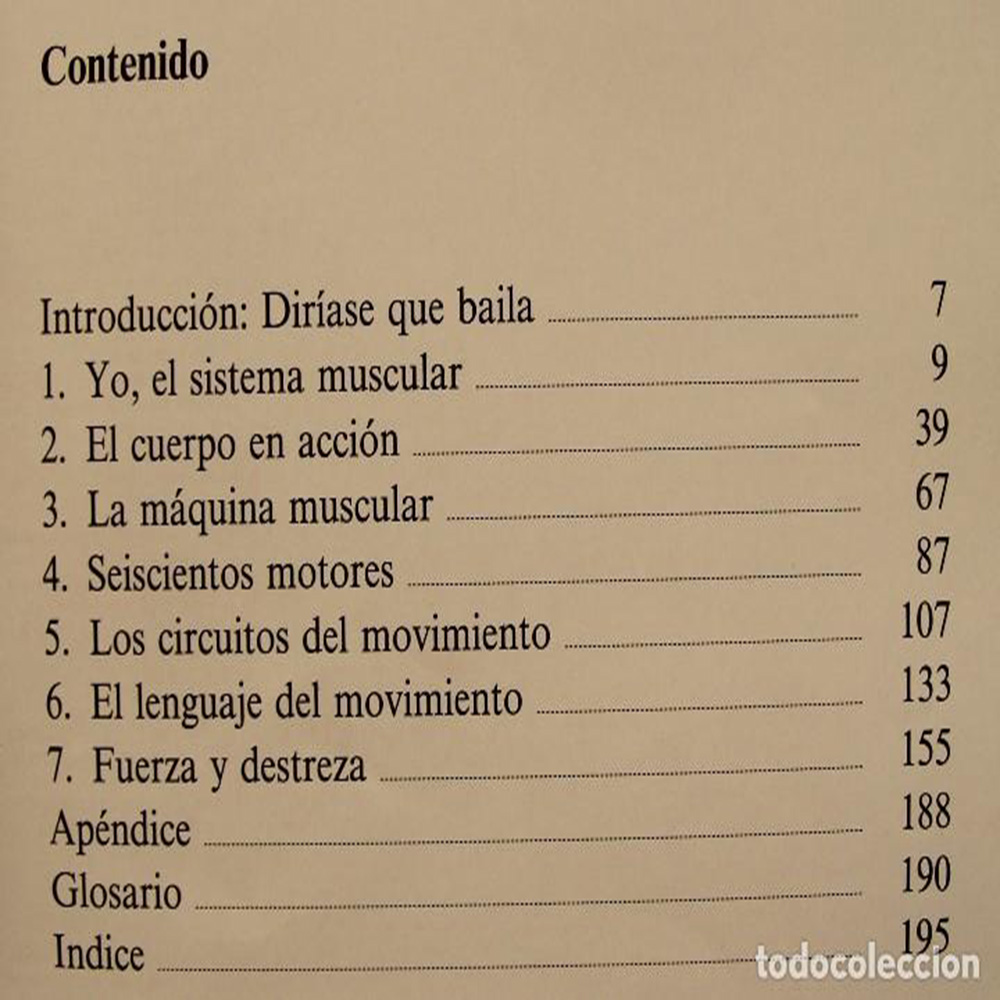 Contenido
Introducción: Diríase que baila 7
1. Yo, el sistema muscular 9
2. El cuerpo en acción 39
3. La máquina muscular 67
4. Seiscientos motores 87
5. Los circuitos del movimiento 107
6. El lenguaje del movimiento 133
7. Fuerza y destreza 155
Apéndice 188
Glosario 190
Indice 195
todocoleccion